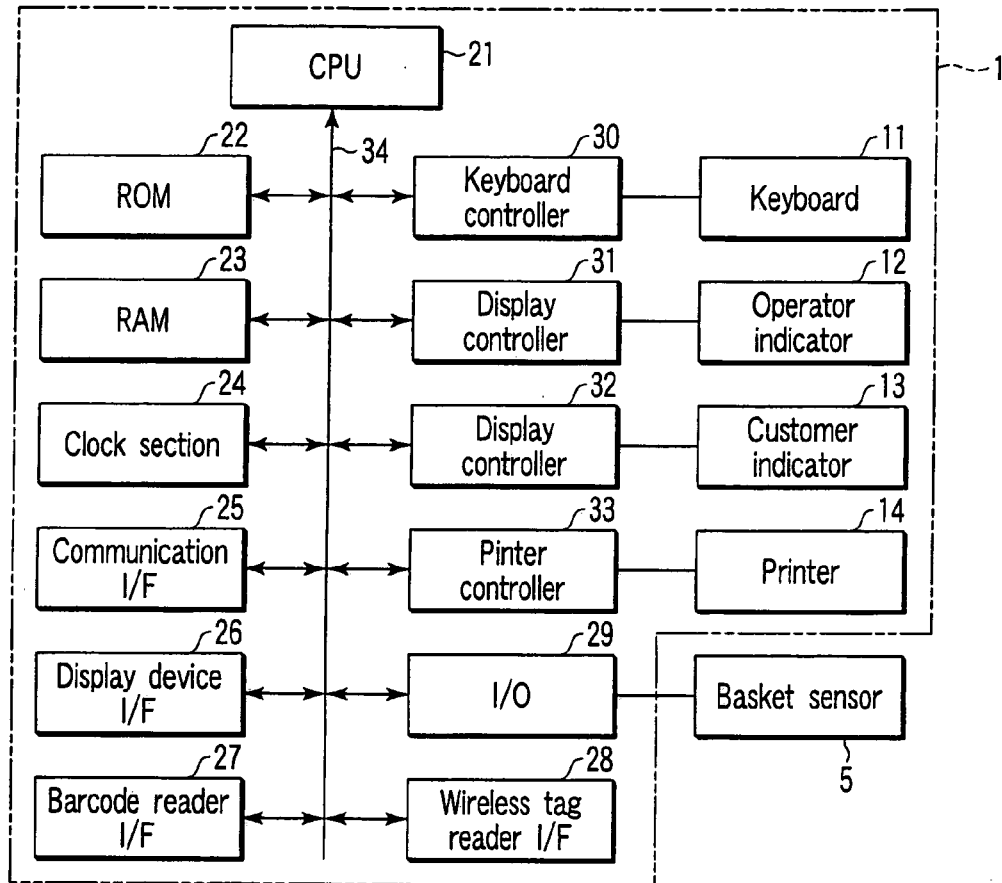 CPU
21
1
22
34
30
11
ROM
Keyboard
controller
Keyboard
23
31
12
RAM
Display
controller
Operator
indicator
24
32
13
Clock section
Display
controller
Customer
indicator
25
33
14
Communication
I/F
Pinter
controller
Printer
26
29
Display device
I/F
I/O
Basket sensor
27
28
5
Barcode reader
I/F
Wireless tag
reader I/F